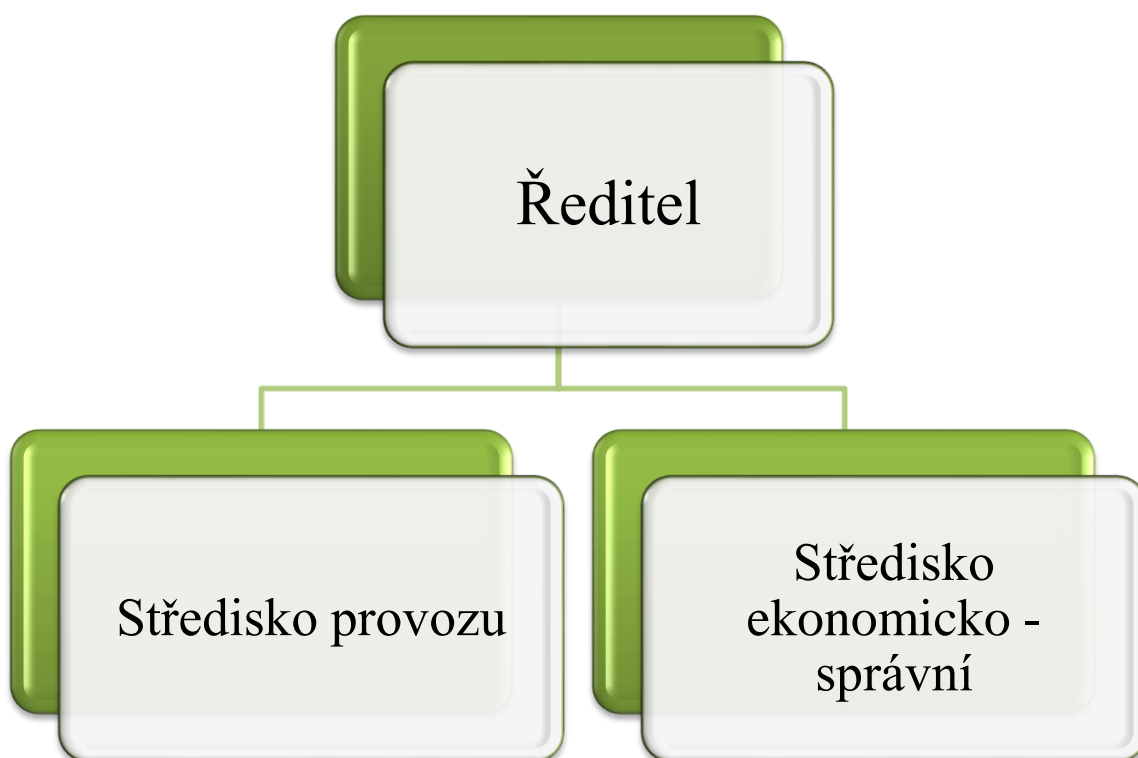 Ředitel
Středisko provozu
Středisko
ekonomicko -
správní